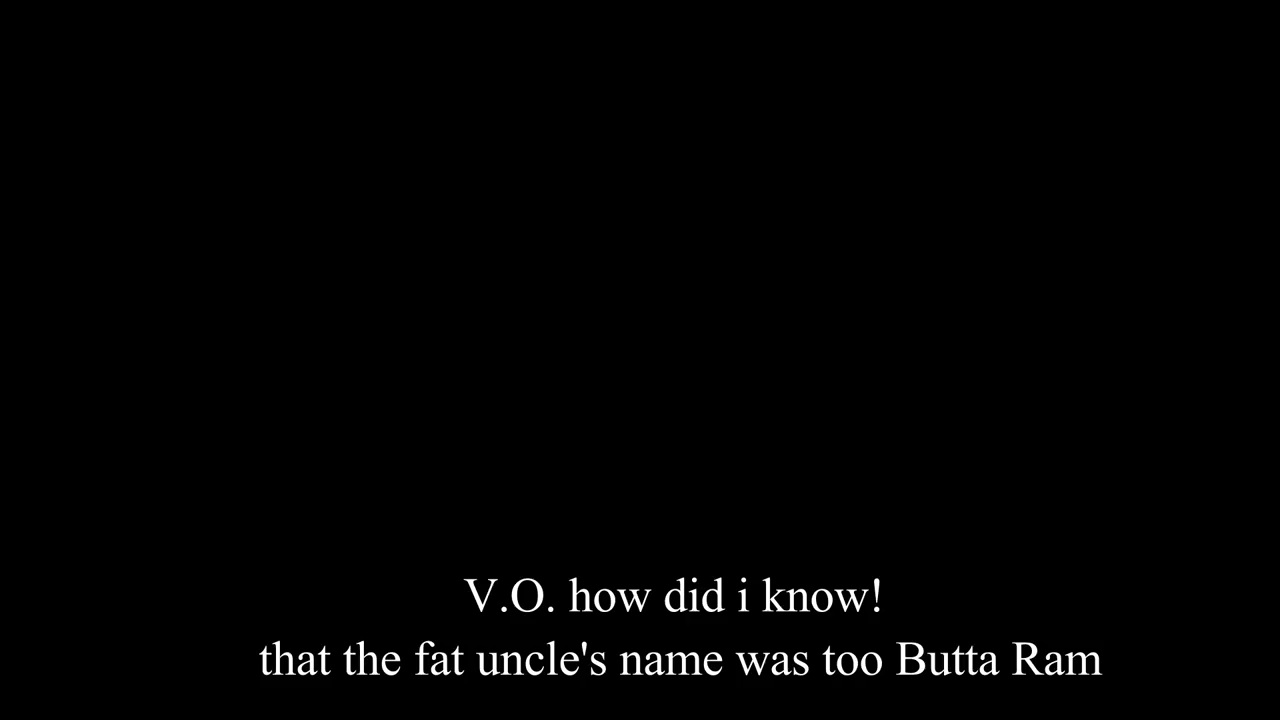 V.O. how did i know!
that the fat uncle's name was too Butta Ram